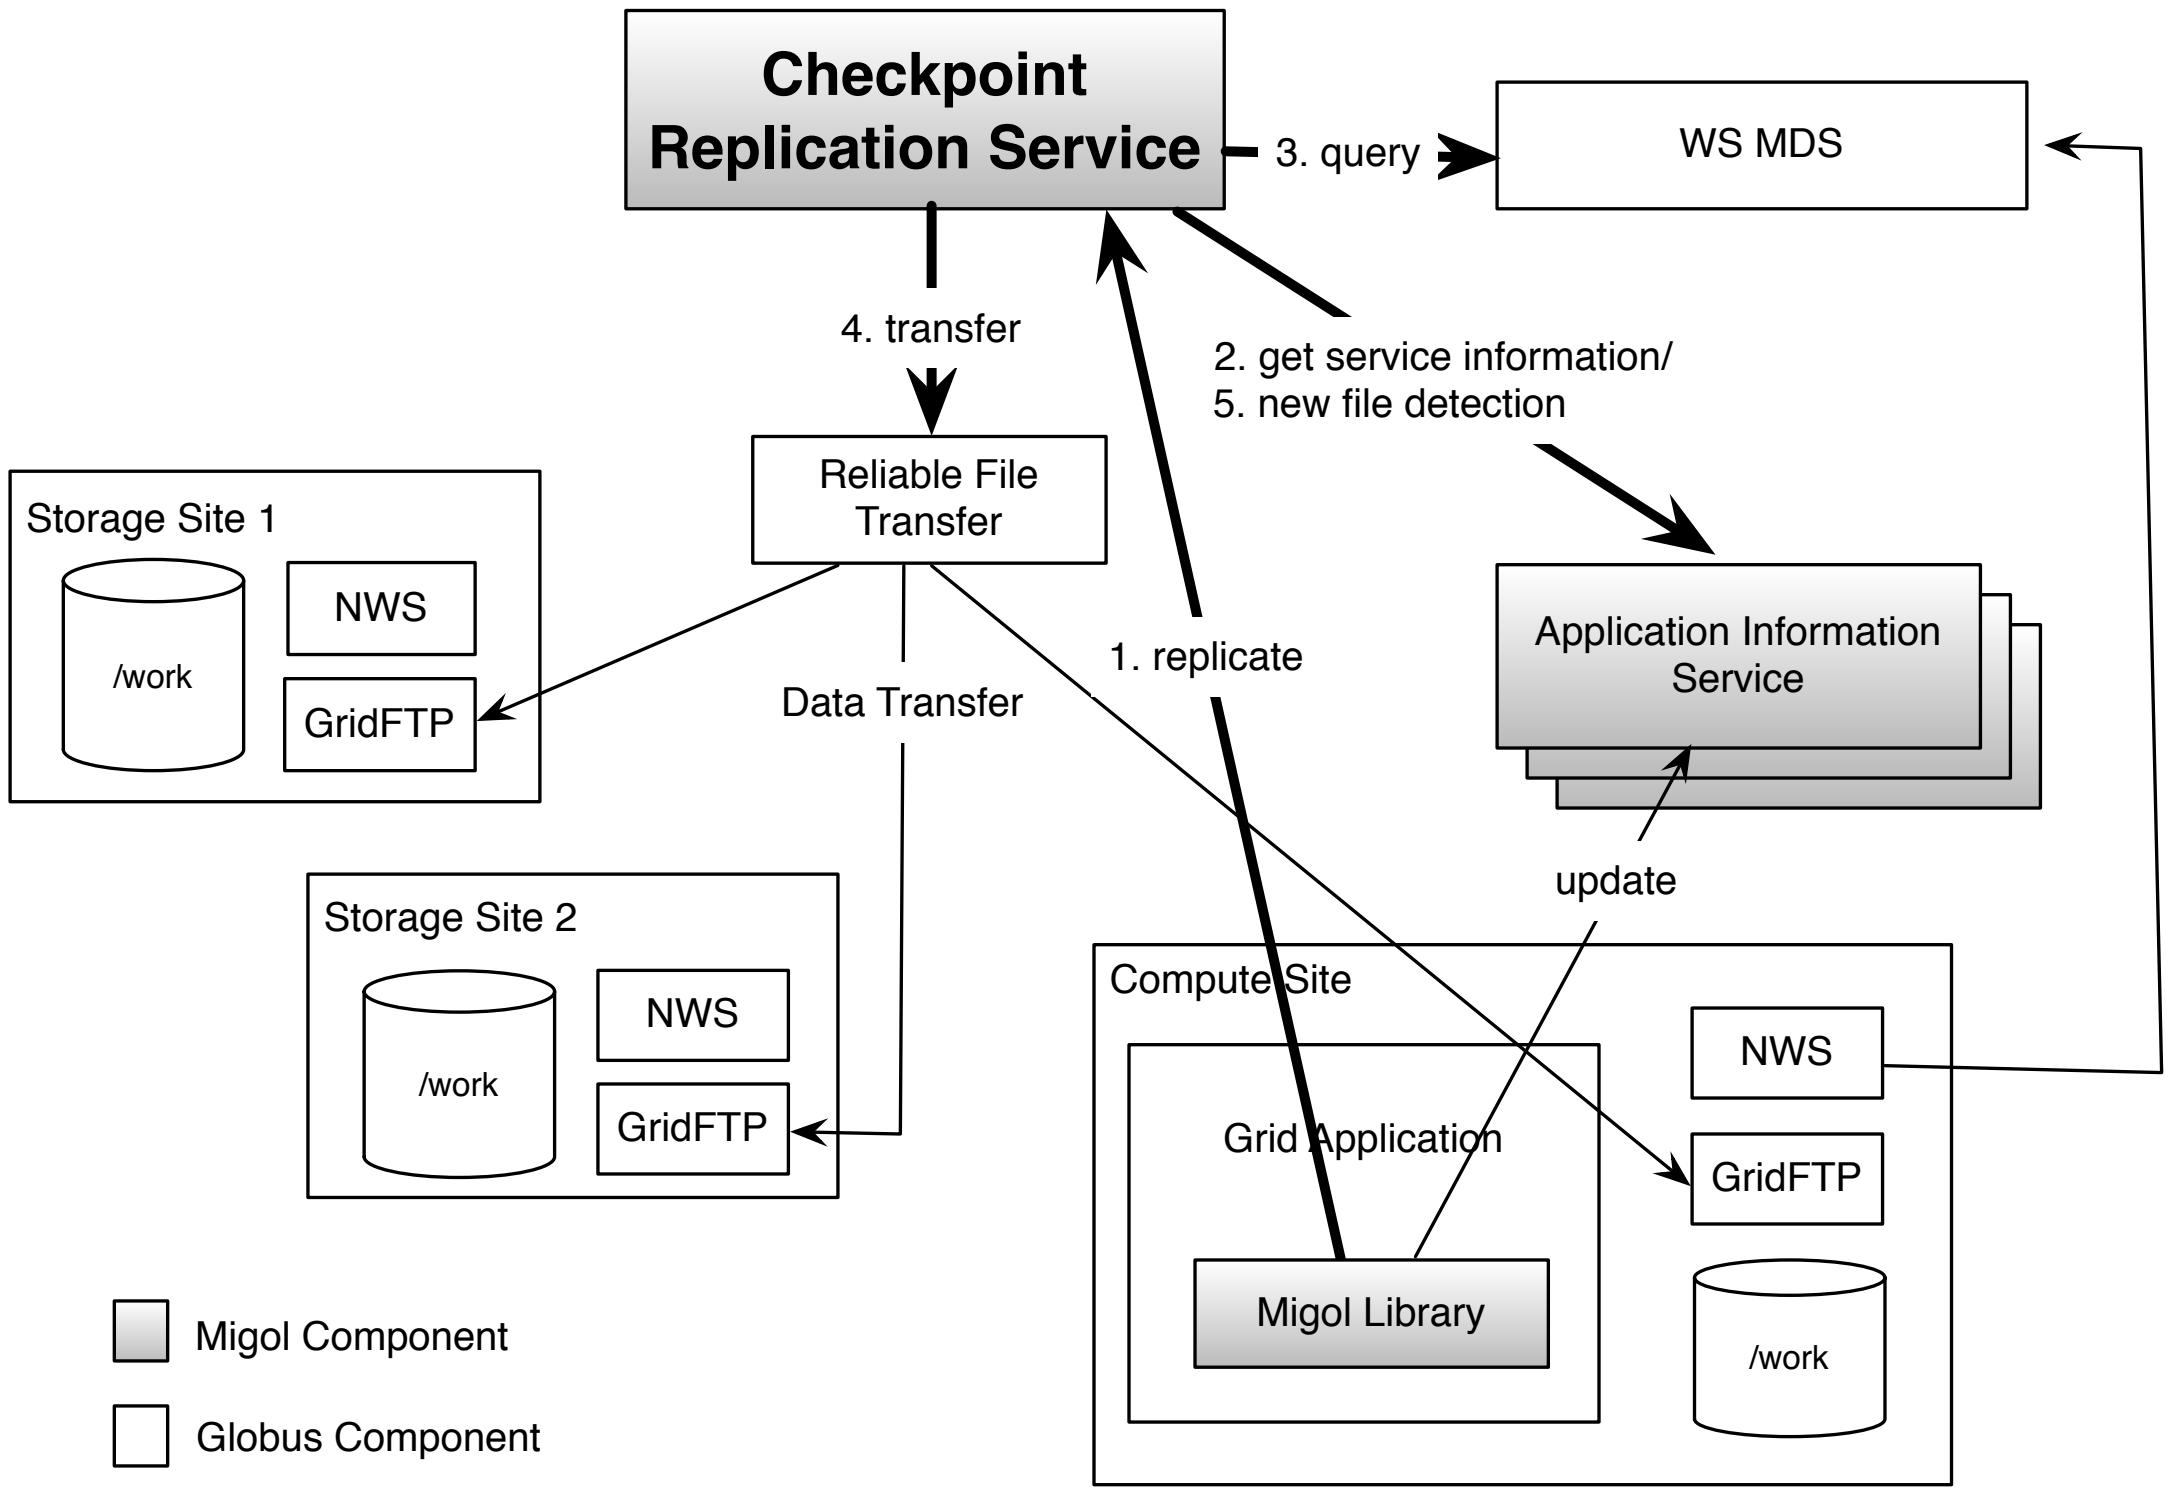 Checkpoint
Replication Service
3. query
WS MDS
4. transfer
2. get service information/
5. new file detection
Reliable File
Transfer
Storage Site 1
NWS
/work
GridFTP
1. replicate
Application Information
Service
Data Transfer
update
Storage Site 2
NWS
/work
GridFTP
Compute Site
NWS
Grid Application
GridFTP
Migol Library
/work
Migol Component
Globus Component